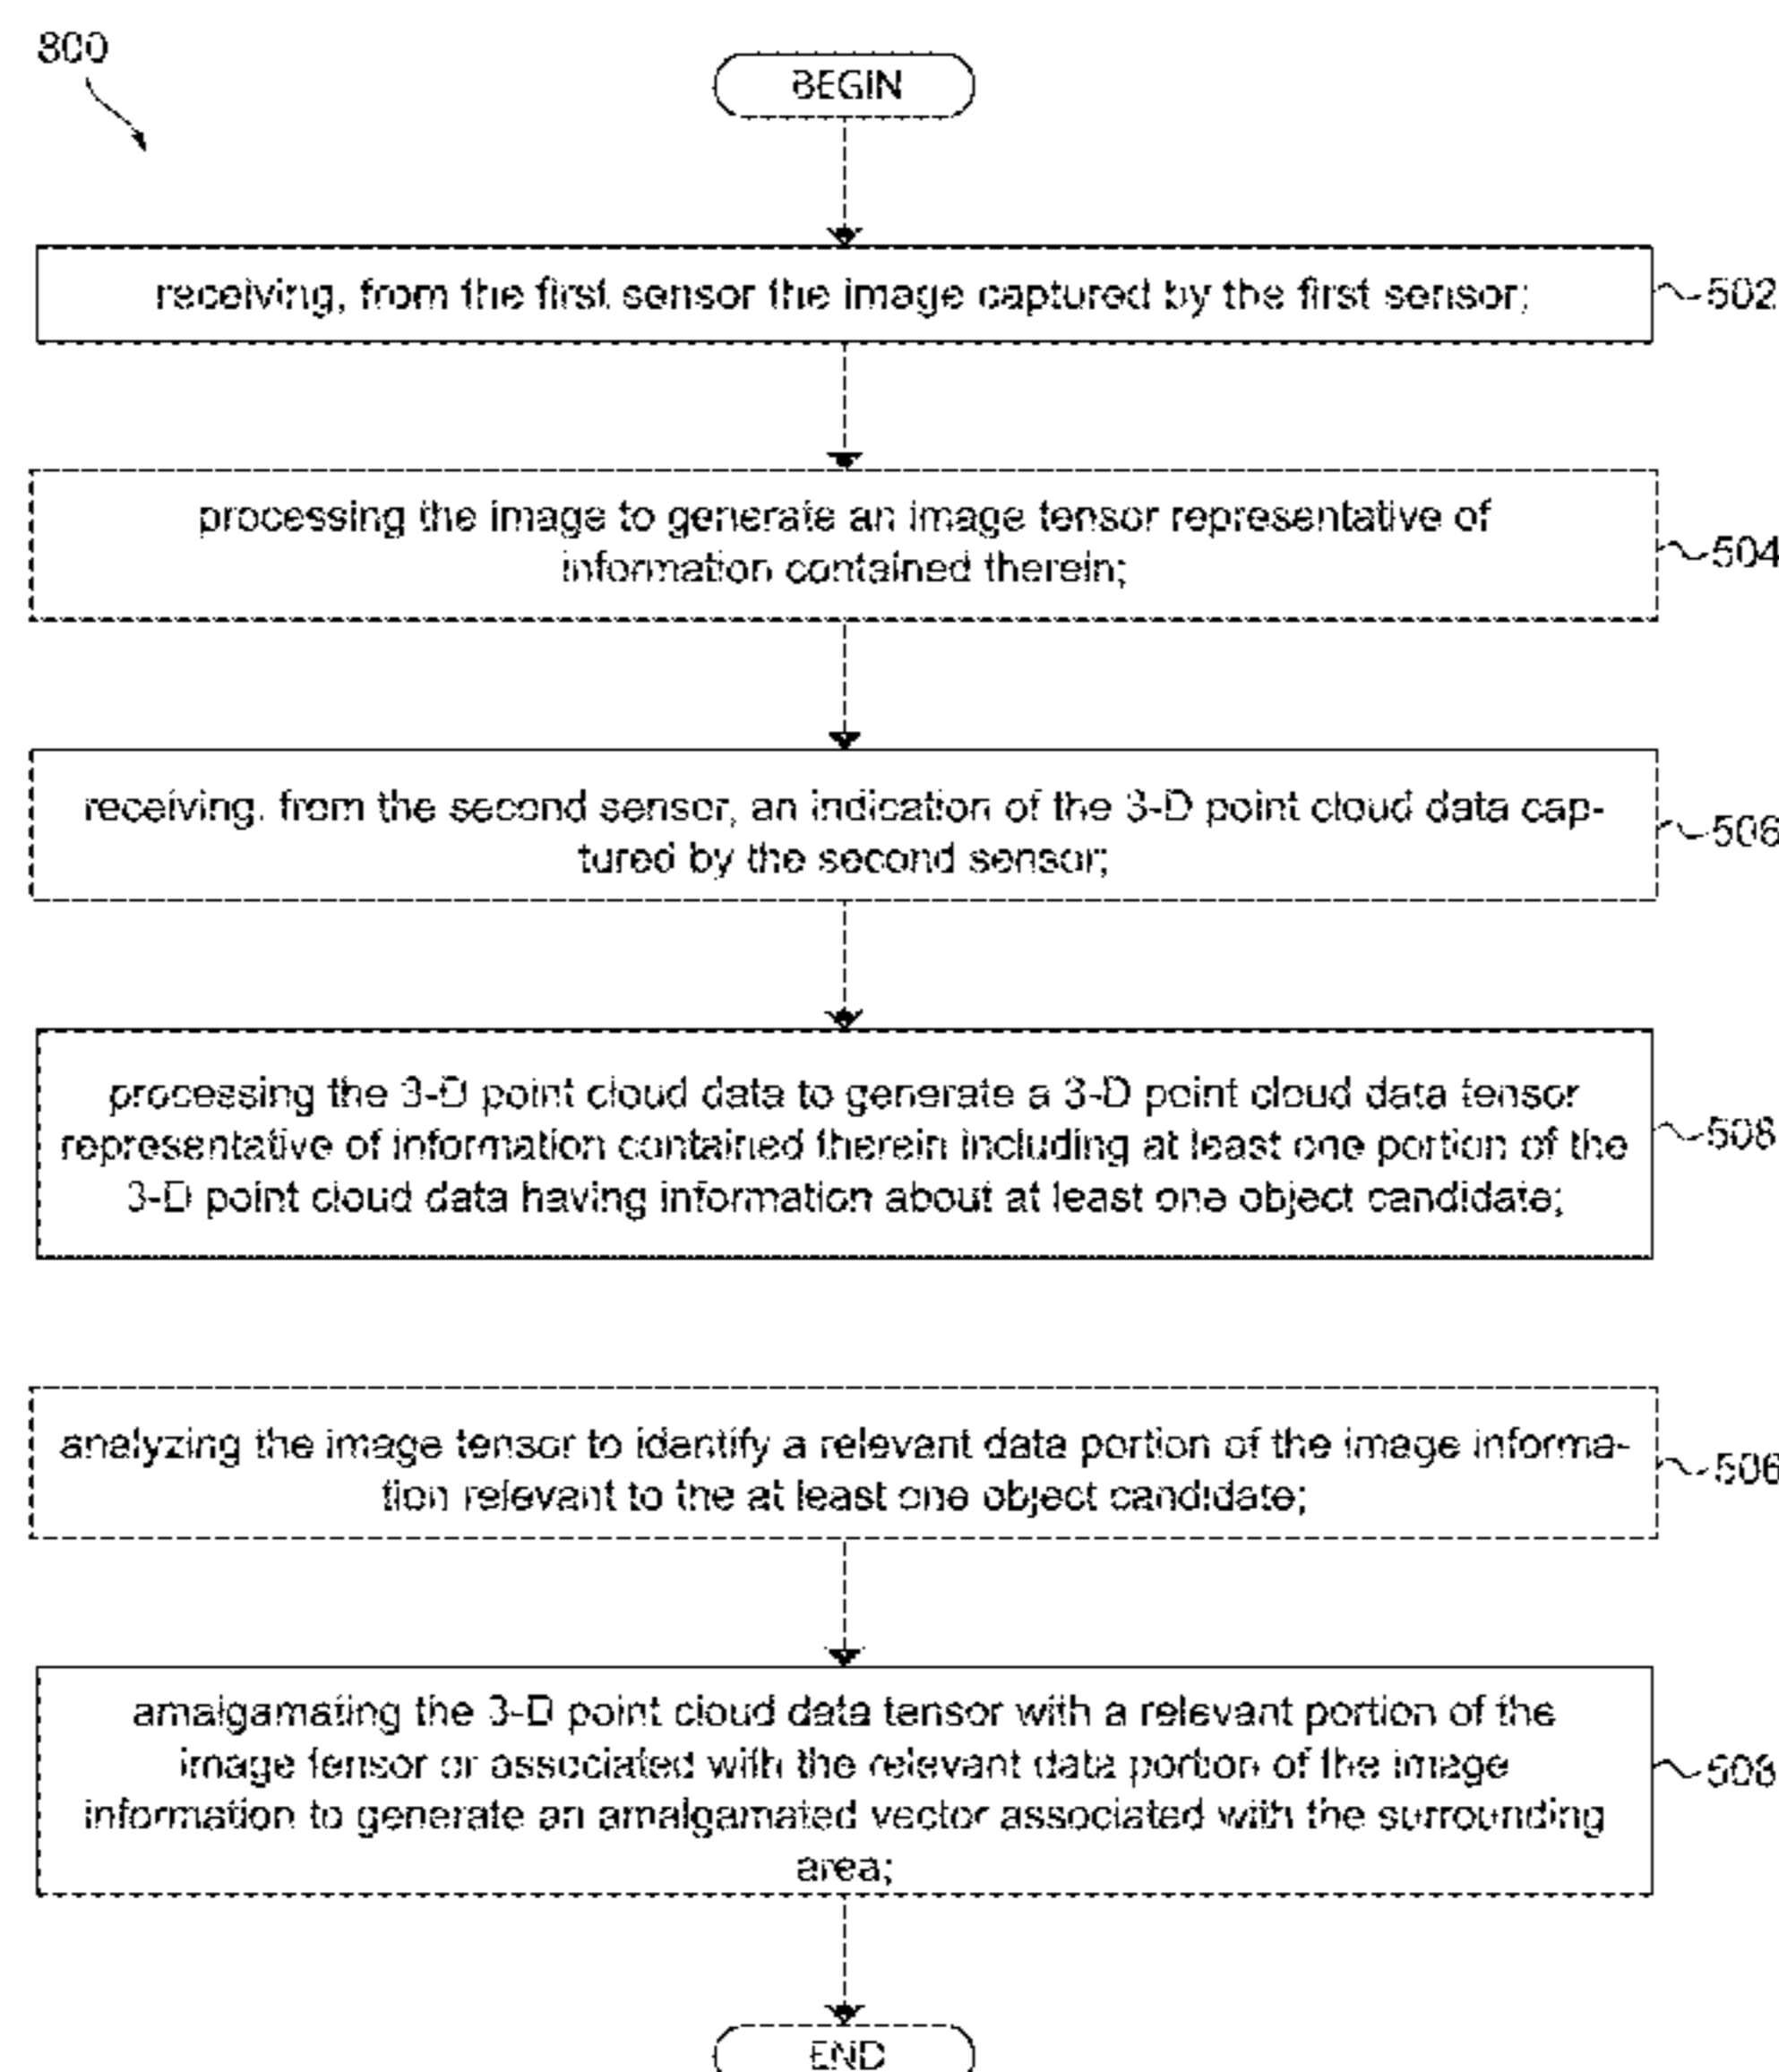 800
BEGIN
receiving, from the first sensor the image captured by the first sensor;
502
processing the image to generate an image tensor representative of
information contained therein;
504
receiving, from the second sensor, an indication of the 3-D point cloud data cap-
tured by the second sensor;
506
processing the 3-D point cloud data to generate a 3-D point cloud data tensor
representative of information contained therein including at least one portion of the
3-D point cloud data having information about at least one object candidate;
508
analyzing the image tensor to identify a relevant data portion of the image informa-
tion relevant to the at least one object candidate;
506
amalgamating the 3-D point cloud data tensor with a relevant portion of the
image tensor or associated with the relevant data portion of the image
information to generate an amalgamated vector associated with the surrounding
area;
508
END